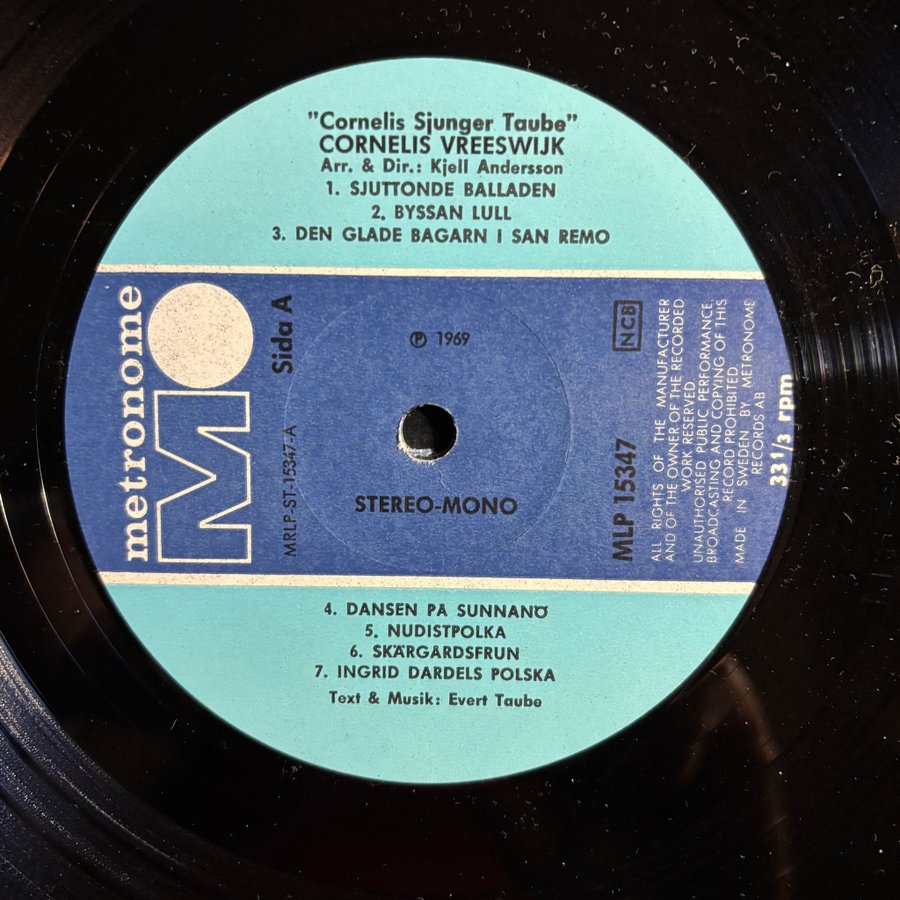 "Cornelis Sjunger Taube"
CORNELIS VREESWIJK
Arr. & Dir.: Kjell Andersson
1. SJUTTONDE BALLADEN
2. BYSSAN LULL
3. DEN GLADE BAGARN I SAN REMO
metronome
M
Sida A
MRLP-ST-15347-A
Ⓟ 1969
STEREO-MONO
NCB
MLP 15347
ALL RIGHTS OF THE MANUFACTURER
AND OF THE OWNER OF THE RECORDED
WORK RESERVED
UNAUTHORISED PUBLIC PERFORMANCE,
BROADCASTING AND COPYING OF THIS
RECORD PROHIBITED
MADE IN SWEDEN BY METRONOME
RECORDS AB
33 1/3 rpm
4. DANSEN PÅ SUNNANÖ
5. NUDISTPOLKA
6. SKÄRGÅRDSFRUN
7. INGRID DARDELS POLSKA
Text & Musik: Evert Taube